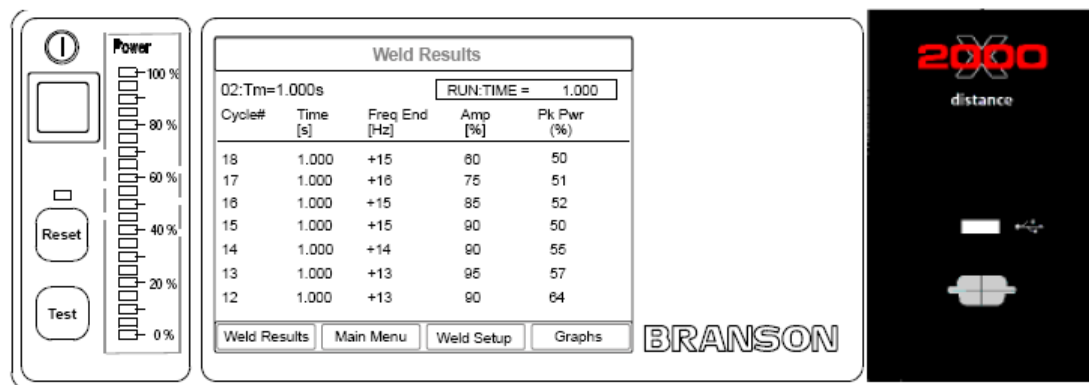 Power
100 %
80 %
60 %
40 %
20 %
0 %
Reset
Test
Weld Results
02:Tm=1.000s RUN:TIME = 1.000
Cycle# Time [s] Freq End [Hz] Amp [%] Pk Pwr (%)
18 1.000 +15 60 50
17 1.000 +16 75 51
16 1.000 +15 85 52
15 1.000 +15 90 50
14 1.000 +14 90 55
13 1.000 +13 95 57
12 1.000 +13 90 64
Weld Results Main Menu Weld Setup Graphs
BRANSON
2000X
distance